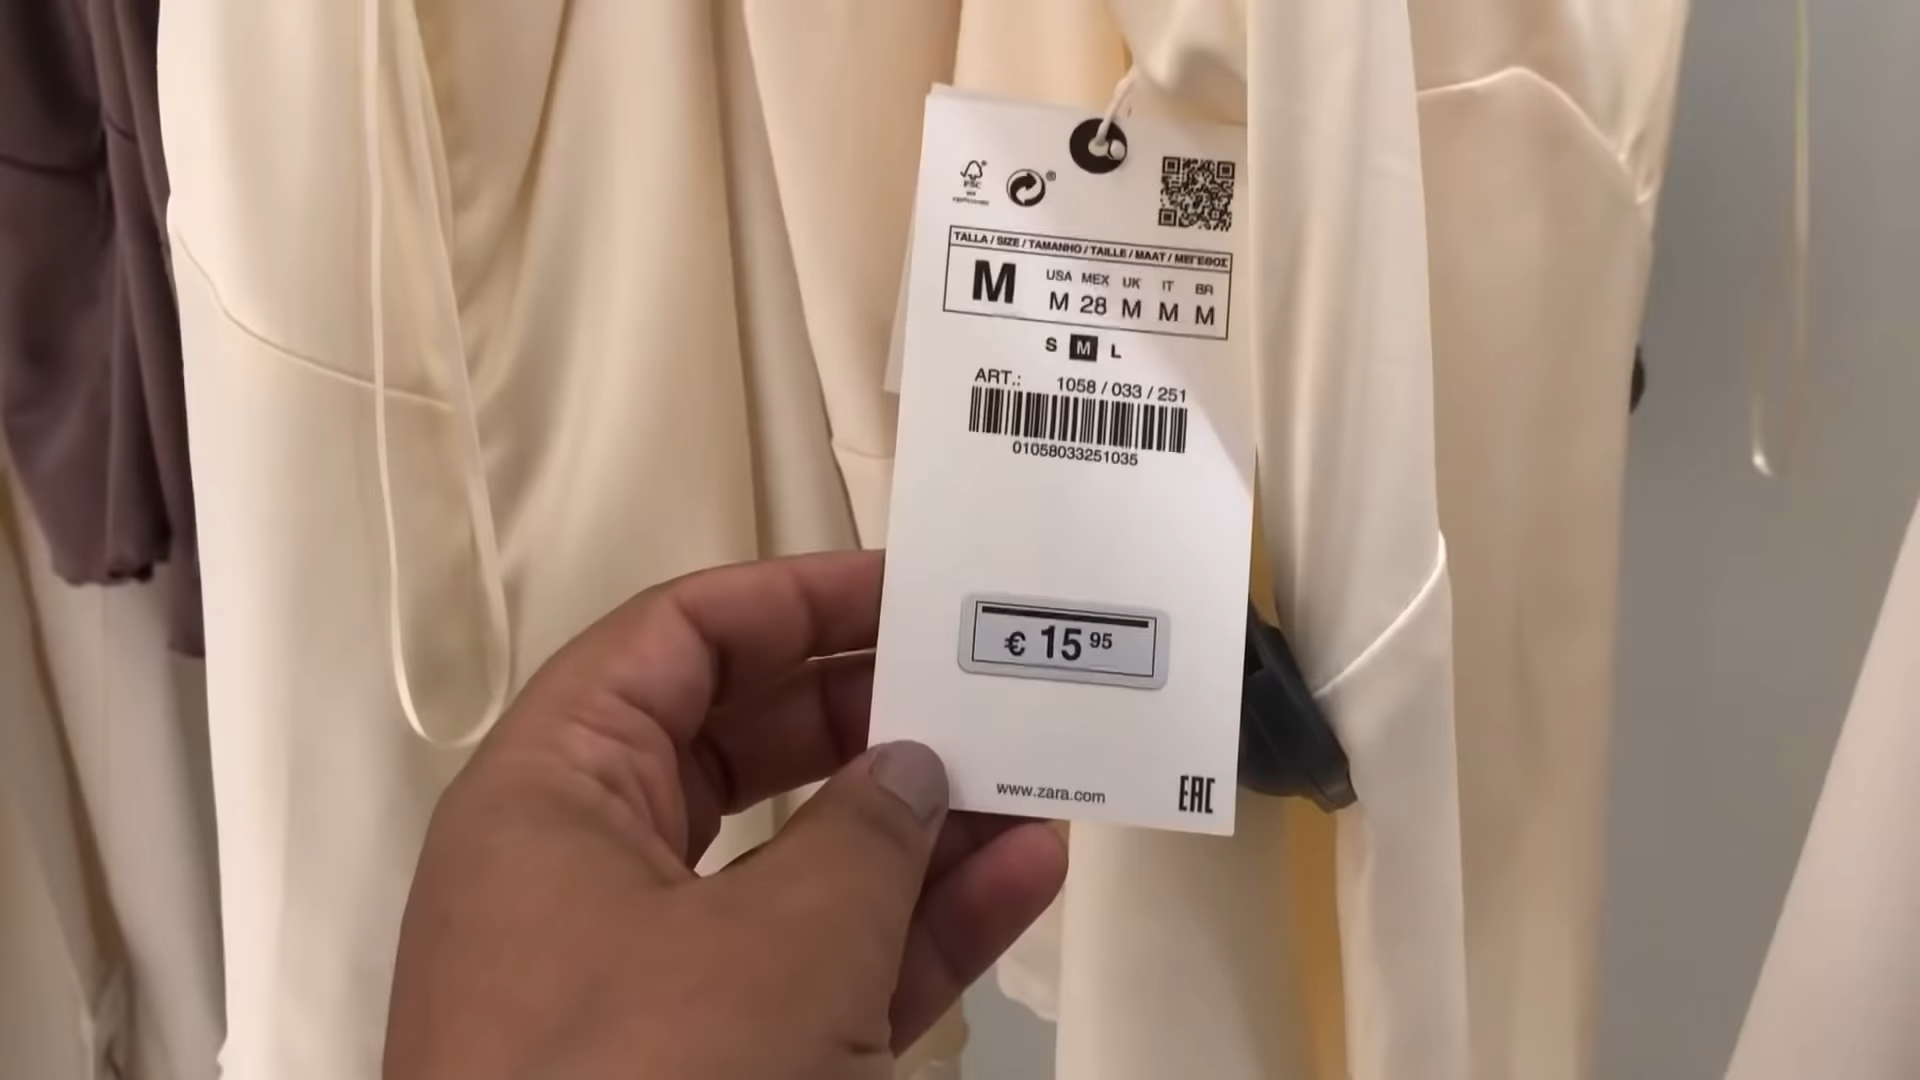 FSC
®
TALLA / SIZE / TAMANHO / TAILLE / MAAT / ΜΕΓΕΘΟΣ
M
USA MEX UK IT BR
M 28 M M M
S M L
ART.: 1058 / 033 / 251
01058033251035
€ 15 95
www.zara.com
EAC